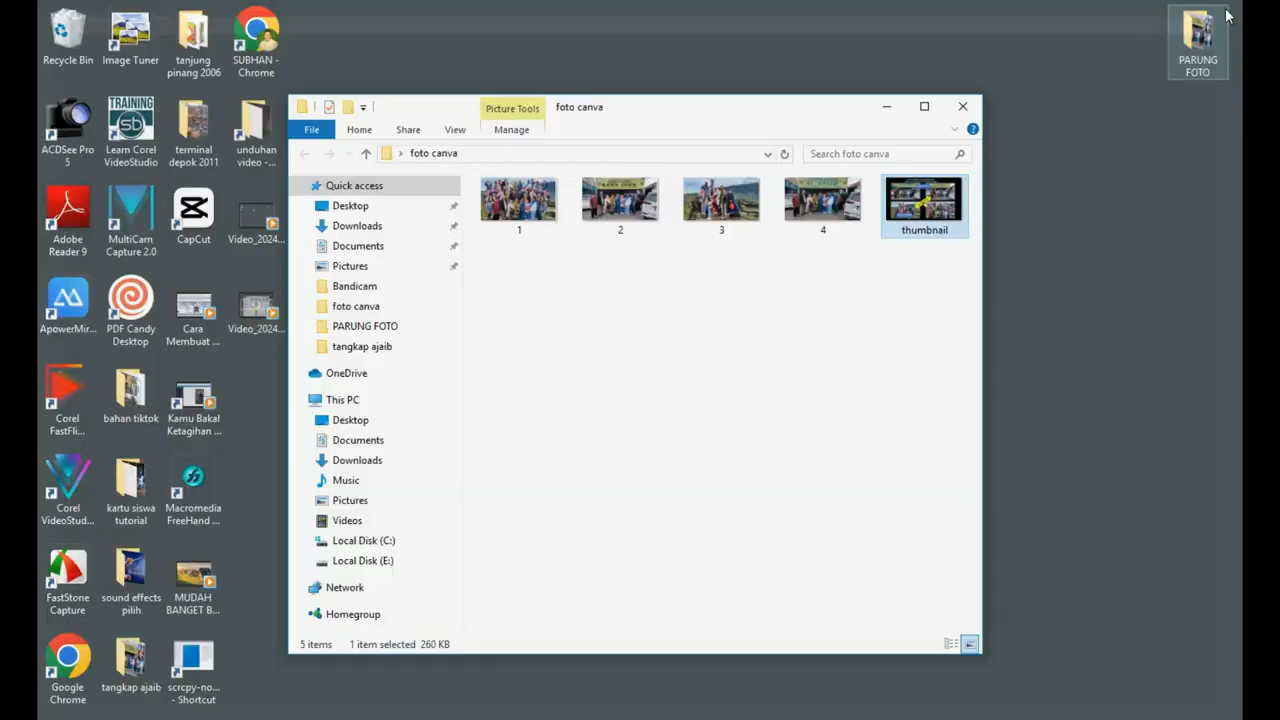 Recycle Bin
Image Tuner
tanjung
pinang 2006
SUBHAN -
Chrome
ACDSee Pro
5
TRAINING
sb
Learn Corel
VideoStudio
terminal
depok 2011
unduhan
video -...
Adobe
Reader 9
MultiCam
Capture 2.0
CapCut
Video_2024...
ApowerMir...
PDF Candy
Desktop
Cara
Membuat ...
Video_2024...
Corel
FastFli...
bahan tiktok
Kamu Bakal
Ketagihan ...
Corel
VideoStud...
kartu siswa
tutorial
Macromedia
FreeHand ...
FastStone
Capture
sound effects
pilih
MUDAH
BANGET B...
Google
Chrome
tangkap ajaib
scrcpy-no...
- Shortcut
PARUNG
FOTO
Picture Tools
foto canva
File
Home
Share
View
Manage
foto canva
Search foto canva
Quick access
Desktop
Downloads
Documents
Pictures
Bandicam
foto canva
PARUNG FOTO
tangkap ajaib
OneDrive
This PC
Desktop
Documents
Downloads
Music
Pictures
Videos
Local Disk (C:)
Local Disk (E:)
Network
Homegroup
1
2
3
4
thumbnail
5 items
1 item selected 260 KB